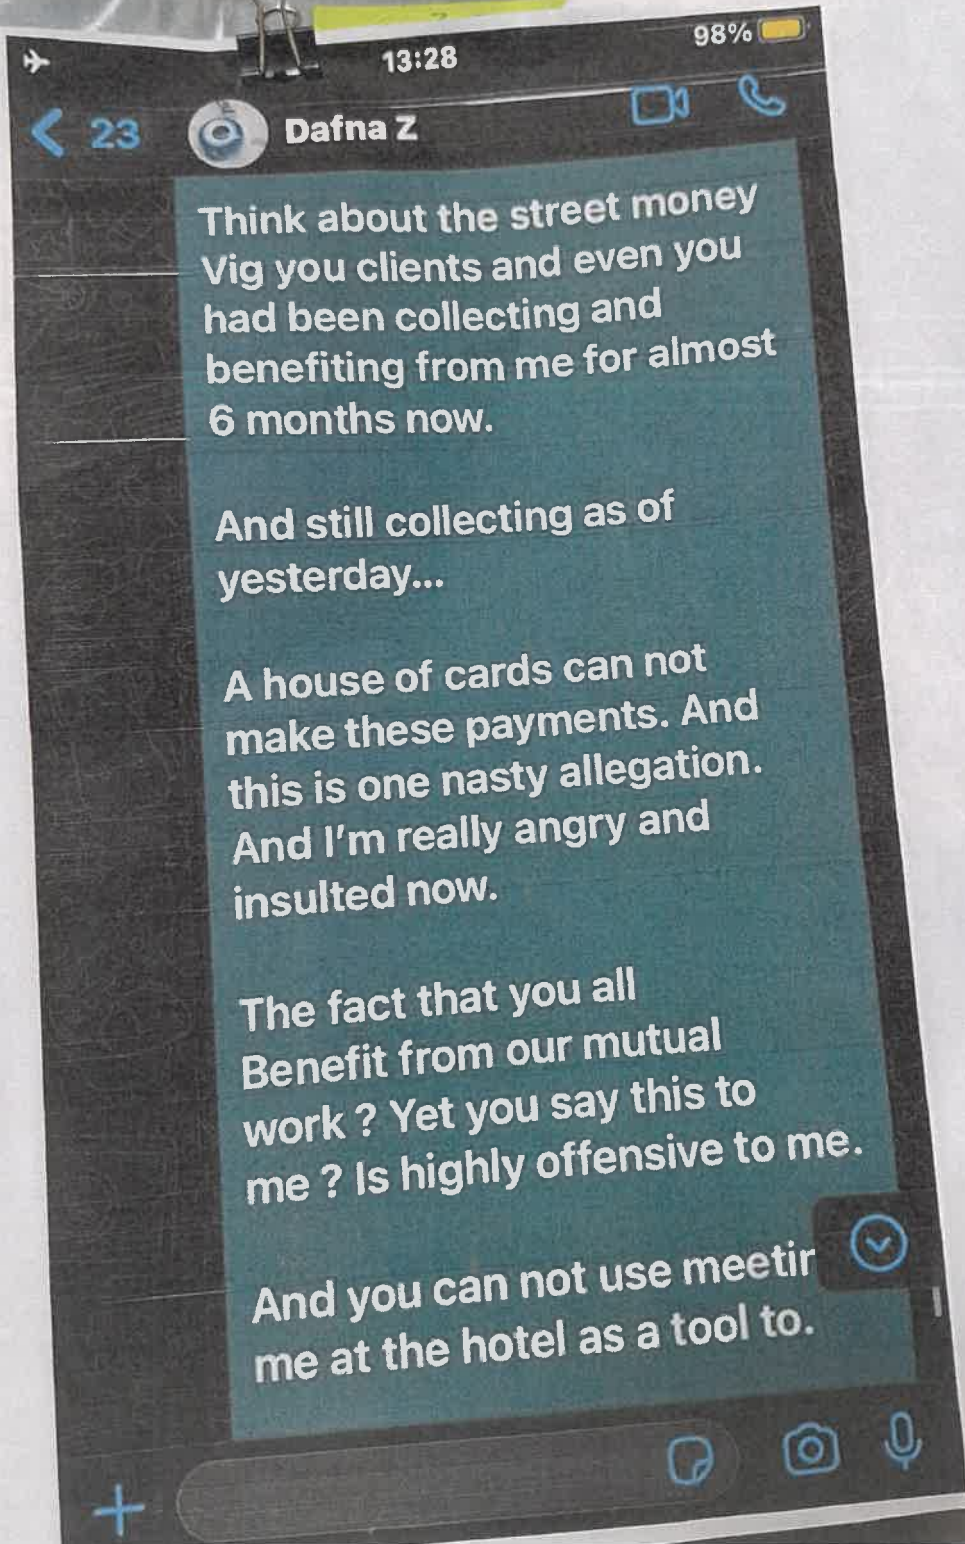 13:28
98%
23
Dafna Z
Think about the street money
Vig you clients and even you
had been collecting and
benefiting from me for almost
6 months now.
And still collecting as of
yesterday...
A house of cards can not
make these payments. And
this is one nasty allegation.
And I'm really angry and
insulted now.
The fact that you all
Benefit from our mutual
work ? Yet you say this to
me ? Is highly offensive to me.
And you can not use meetir
me at the hotel as a tool to.